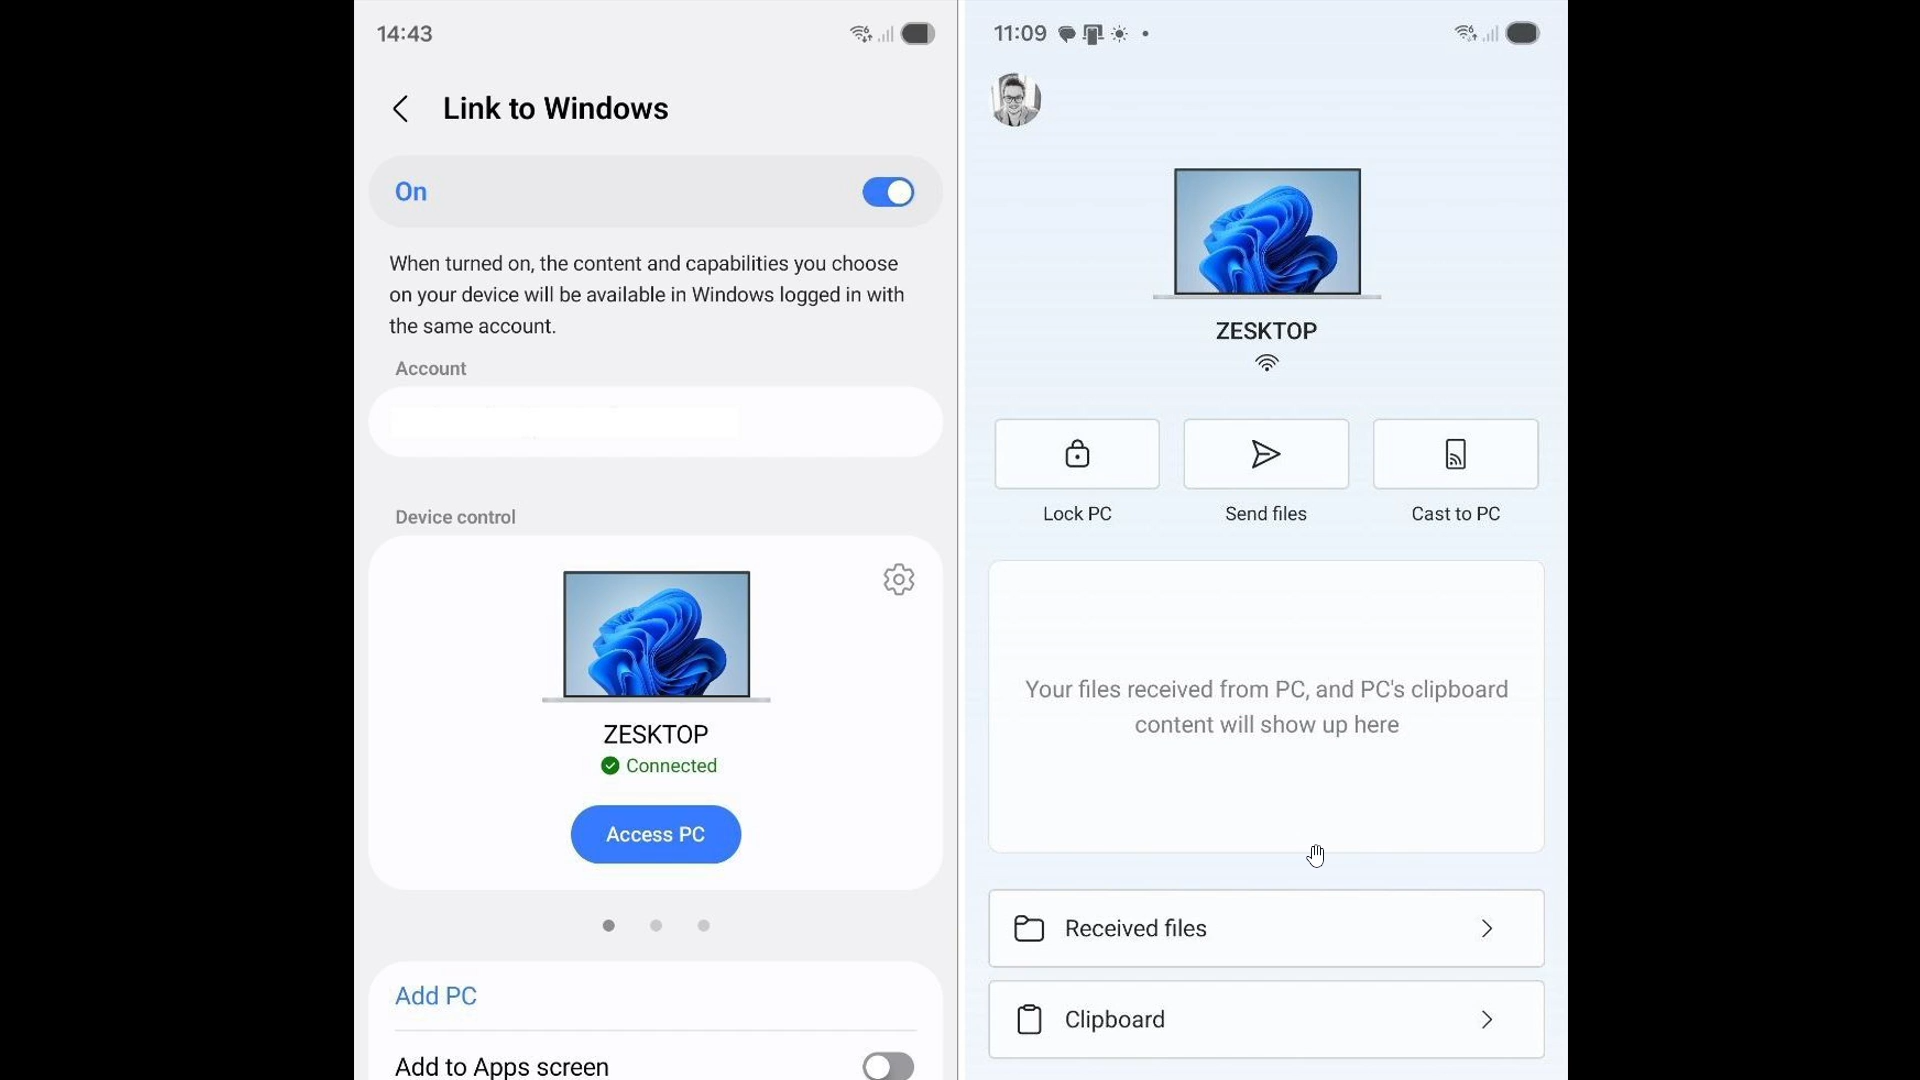 14:43
Link to Windows
On
When turned on, the content and capabilities you choose
on your device will be available in Windows logged in with
the same account.
Account
Device control
ZESKTOP
Connected
Access PC
Add PC
Add to Apps screen
11:09
ZESKTOP
Lock PC
Send files
Cast to PC
Your files received from PC, and PC's clipboard
content will show up here
Received files
Clipboard